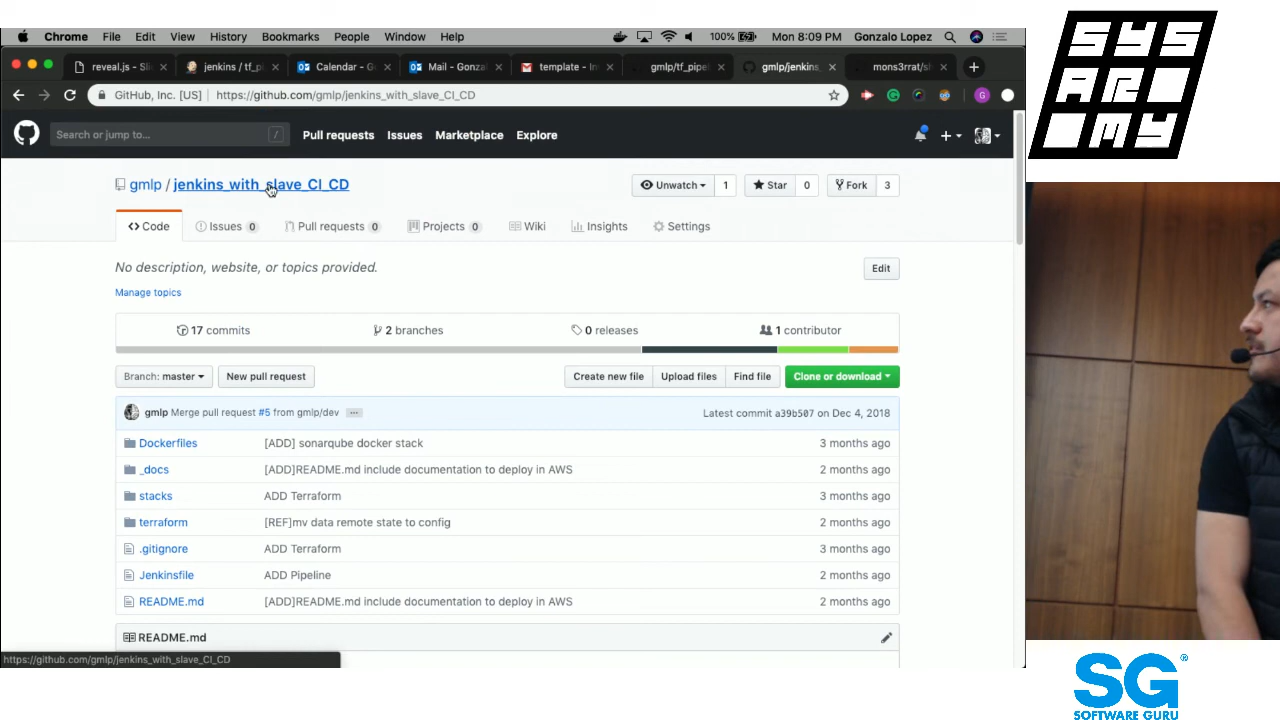 Chrome File Edit View History Bookmarks People Window Help 100% Mon 8:09 PM Gonzalo Lopez
reveal.js - Sli jenkins / tf_pi Calendar - G Mail - Gonza template - In gmlp/tf_pipe gmlp/jenkins_ mons3rrat/sh
GitHub, Inc. [US] https://github.com/gmlp/jenkins_with_slave_CI_CD G
Search or jump to... / Pull requests Issues Marketplace Explore
gmlp / jenkins_with_slave_CI_CD Unwatch 1 Star 0 Fork 3
Code Issues 0 Pull requests 0 Projects 0 Wiki Insights Settings
No description, website, or topics provided. Edit
Manage topics
17 commits 2 branches 0 releases 1 contributor
Branch: master New pull request Create new file Upload files Find file Clone or download
gmlp Merge pull request #5 from gmlp/dev ... Latest commit a39b507 on Dec 4, 2018
Dockerfiles [ADD] sonarqube docker stack 3 months ago
_docs [ADD]README.md include documentation to deploy in AWS 2 months ago
stacks ADD Terraform 3 months ago
terraform [REF]mv data remote state to config 2 months ago
.gitignore ADD Terraform 3 months ago
Jenkinsfile ADD Pipeline 2 months ago
README.md [ADD]README.md include documentation to deploy in AWS 2 months ago
README.md
https://github.com/gmlp/jenkins_with_slave_CI_CD
SYS
AR
MY
SG®
SOFTWARE GURU